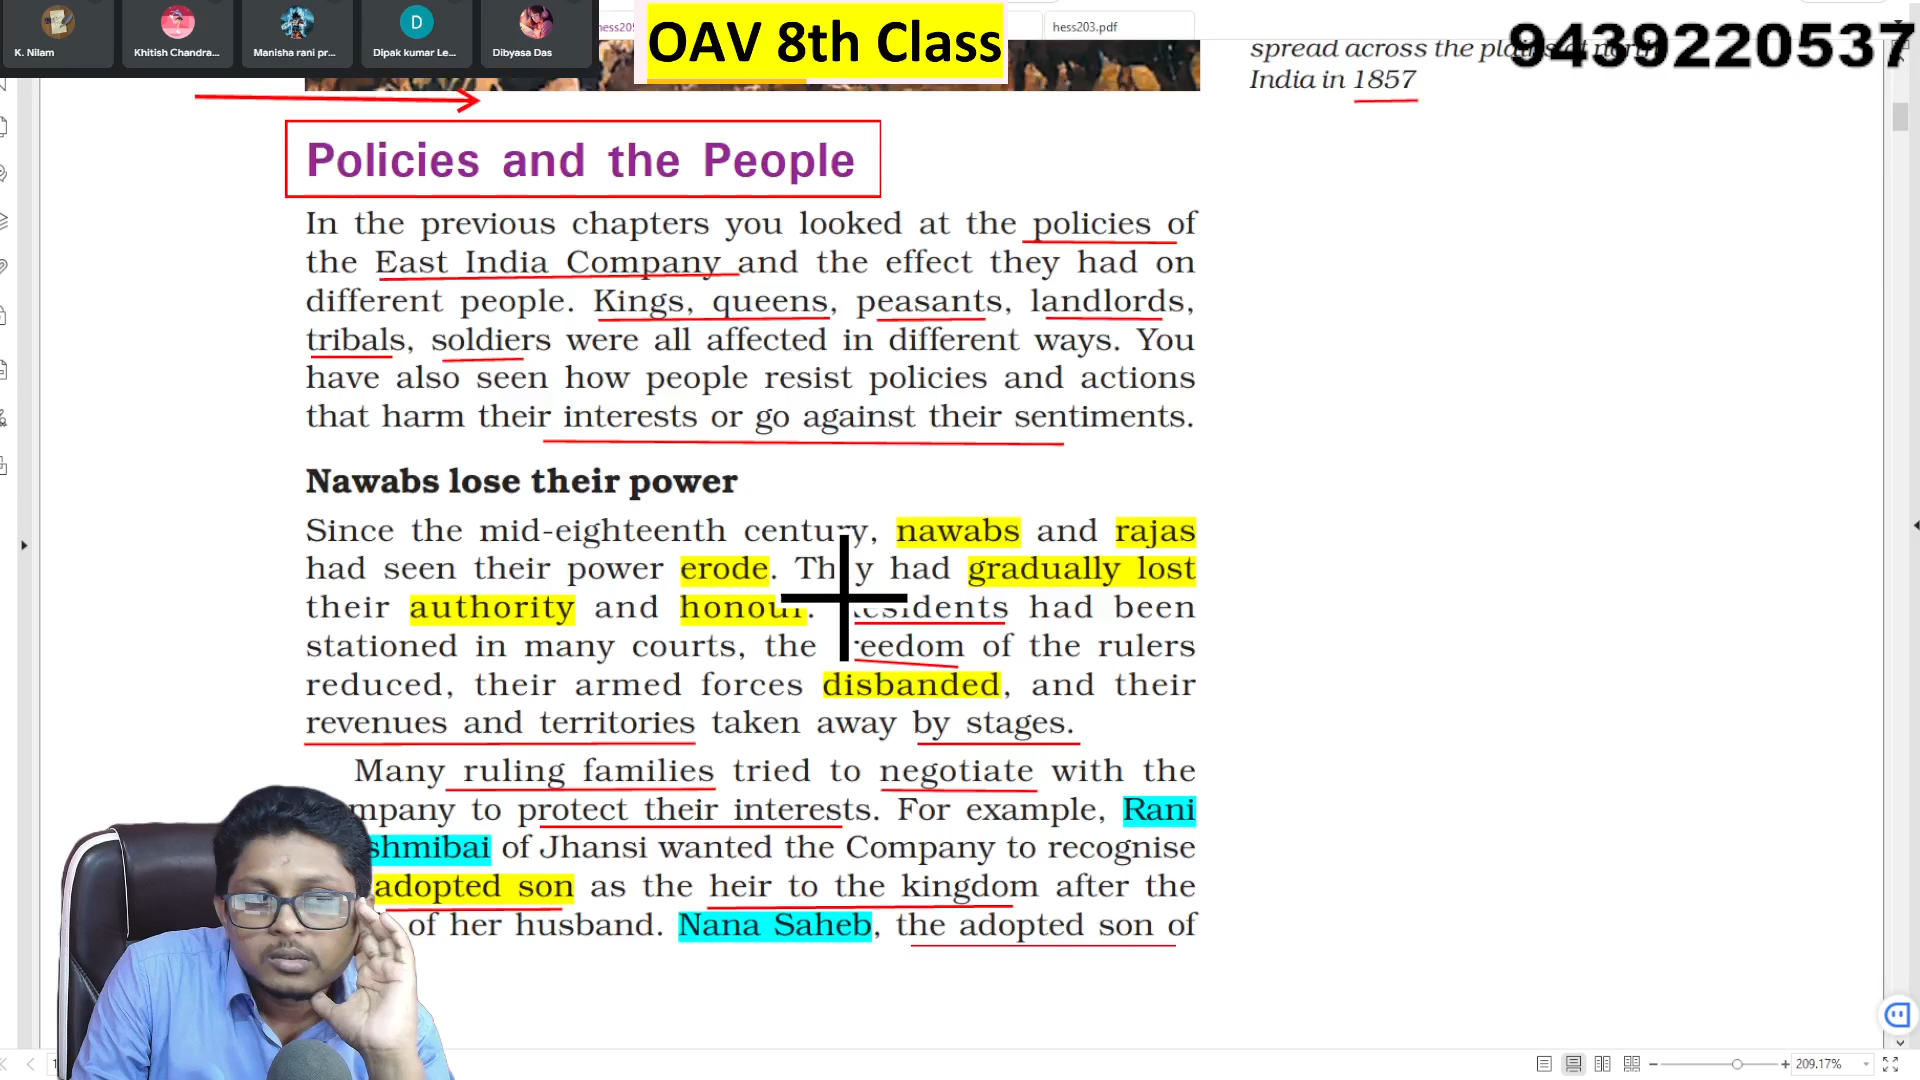 K. Nilam
Khitish Chandra...
Manisha rani pr...
Dipak kumar Le...
D
Dibyasa Das
OAV 8th Class
hess203.pdf
9439220537
spread across the plains of north
India in 1857
Policies and the People
In the previous chapters you looked at the policies of
the East India Company and the effect they had on
different people. Kings, queens, peasants, landlords,
tribals, soldiers were all affected in different ways. You
have also seen how people resist policies and actions
that harm their interests or go against their sentiments.
Nawabs lose their power
Since the mid-eighteenth century, nawabs and rajas
had seen their power erode. They had gradually lost
their authority and honour. Residents had been
stationed in many courts, the freedom of the rulers
reduced, their armed forces disbanded, and their
revenues and territories taken away by stages.
Many ruling families tried to negotiate with the
mpany to protect their interests. For example, Rani
shmibai of Jhansi wanted the Company to recognise
adopted son as the heir to the kingdom after the
of her husband. Nana Saheb, the adopted son of
209.17%